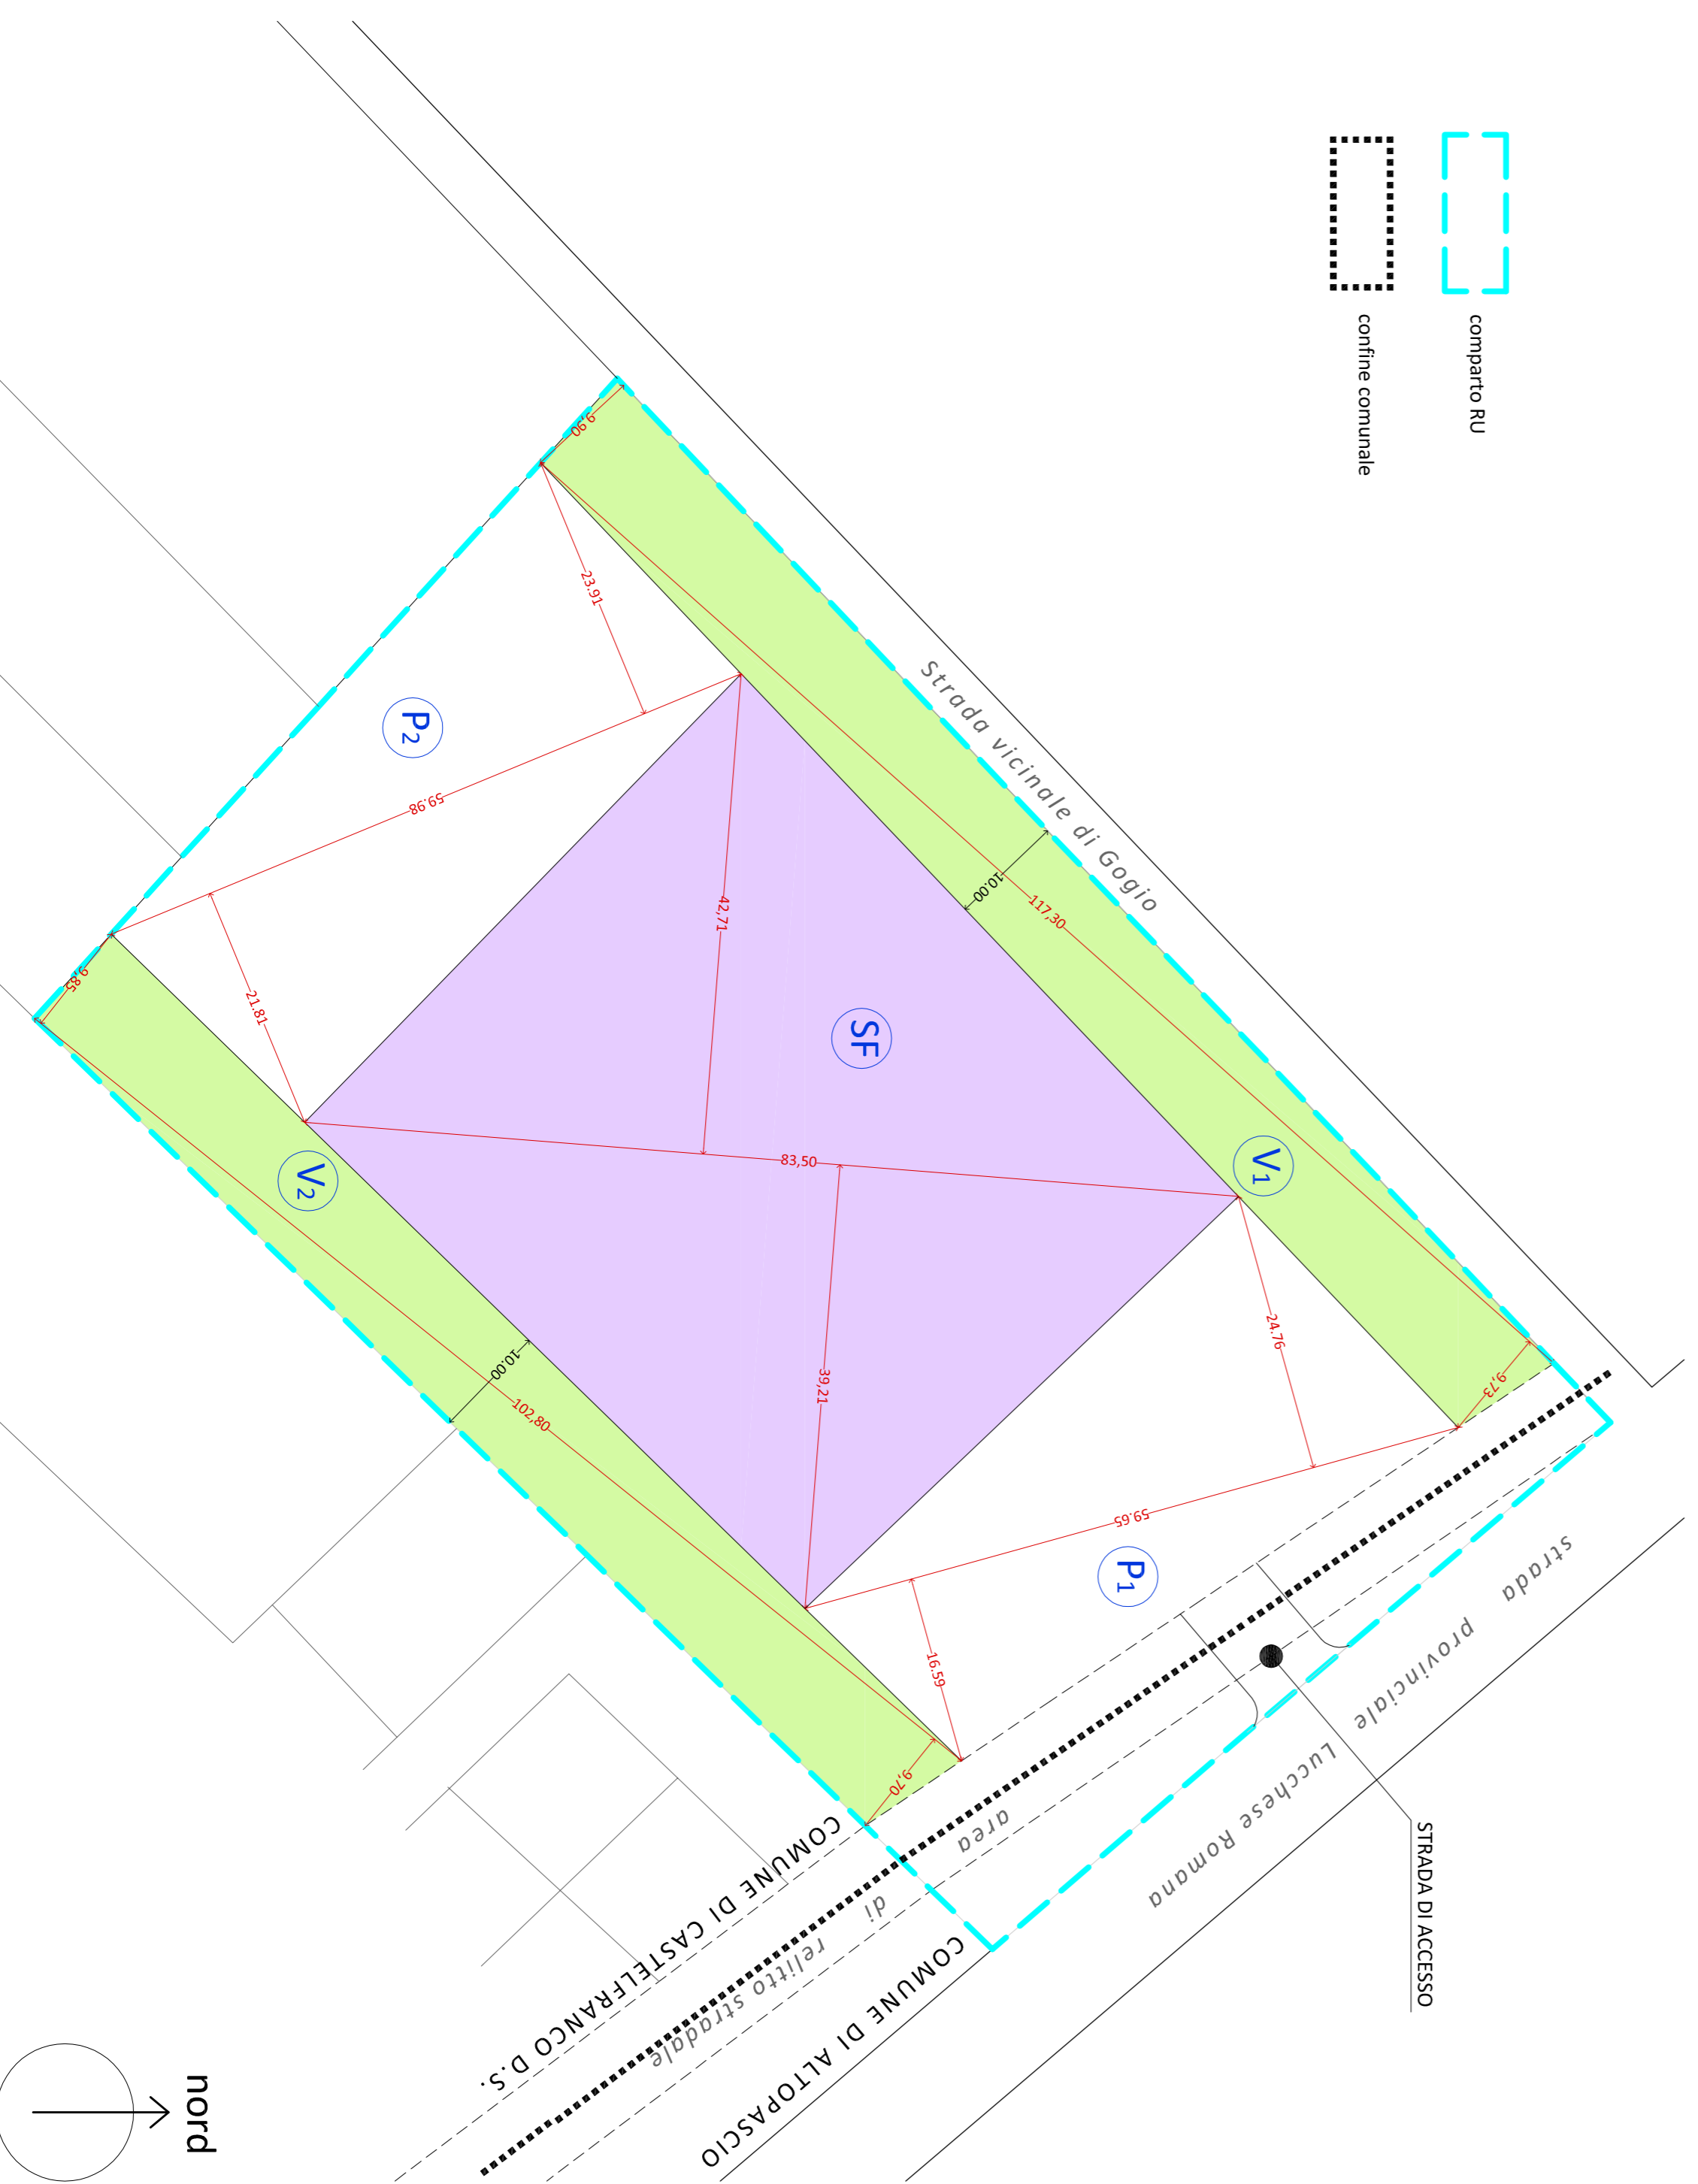 comparto RU
confine comunale
9,90
23.91
Strada vicinale di Gogio
P2
59.98
42,71
10.00
117,30
9,85
21.81
SF
83,50
V1
V2
24.76
39,21
10.00
102,80
9,73
59.65
P1
16.59
9,70
strada provinciale Lucchese Romana
area di relitto stradale
STRADA DI ACCESSO
COMUNE DI CASTELFRANCO D.S.
COMUNE DI ALTOPASCIO
nord